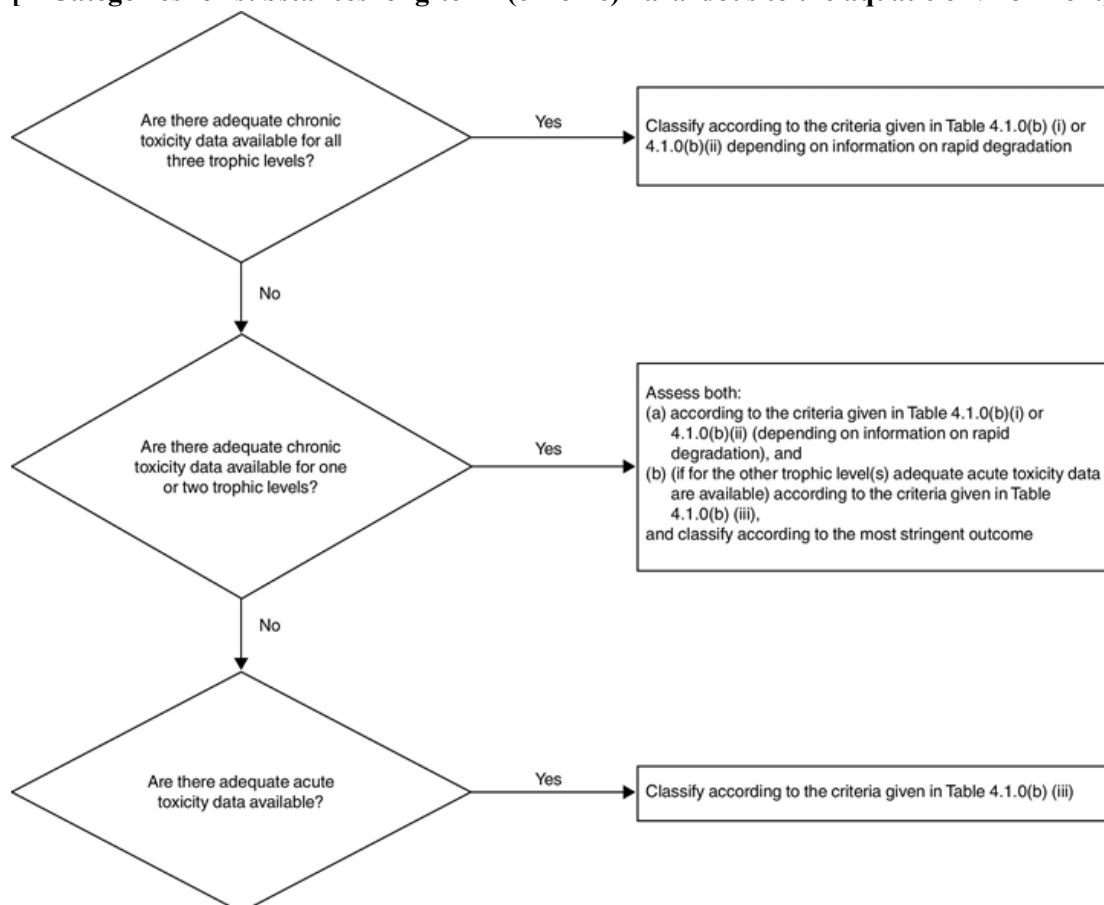 Are there adequate chronic
toxicity data available for all
three trophic levels?
Yes
Classify according to the criteria given in Table 4.1.0(b) (i) or
4.1.0(b)(ii) depending on information on rapid degradation
No
Are there adequate chronic
toxicity data available for one
or two trophic levels?
Yes
Assess both:
(a) according to the criteria given in Table 4.1.0(b)(i) or
4.1.0(b)(ii) (depending on information on rapid
degradation), and
(b) (if for the other trophic level(s) adequate acute toxicity data
are available) according to the criteria given in Table
4.1.0(b) (iii),
and classify according to the most stringent outcome
No
Are there adequate acute
toxicity data available?
Yes
Classify according to the criteria given in Table 4.1.0(b) (iii)